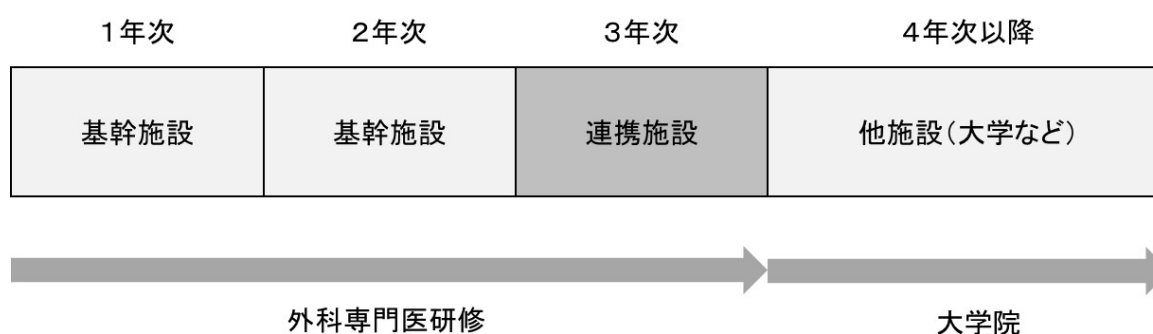 1年次 2年次 3年次 4年次以降
基幹施設 基幹施設 連携施設 他施設(大学など)
外科専門医研修 大学院